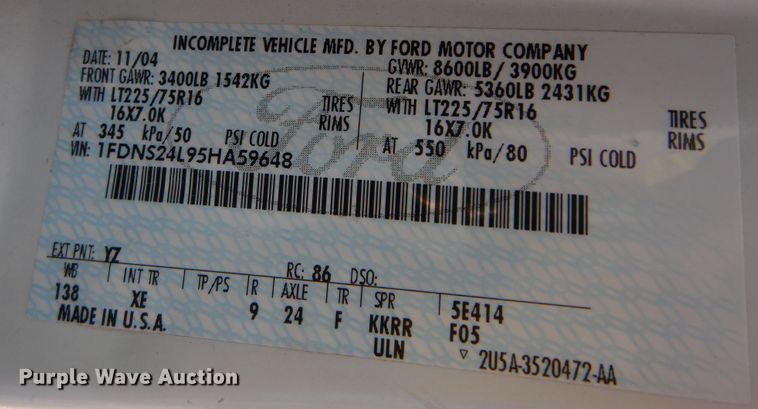 INCOMPLETE VEHICLE MFD. BY FORD MOTOR COMPANY
DATE: 11/04 GVWR: 8600LB/ 3900KG
FRONT GAWR: 3400LB 1542KG REAR GAWR: 5360LB 2431KG
WITH LT225/75R16 TIRES WITH LT225/75R16 TIRES
16X7.0K RIMS 16X7.0K RIMS
AT 345 kPa/50 PSI COLD AT 550 kPa/80 PSI COLD
VIN: 1FDNS24L95HA59648
Ford
EXT PNT: YZ RC: 86 DSO:
WB INT TR TP/PS R AXLE TR SPR 5E414
138 XE 9 24 F KKRR F05
MADE IN U.S.A. ULN ▽ 2U5A-3520472-AA
Purple Wave Auction